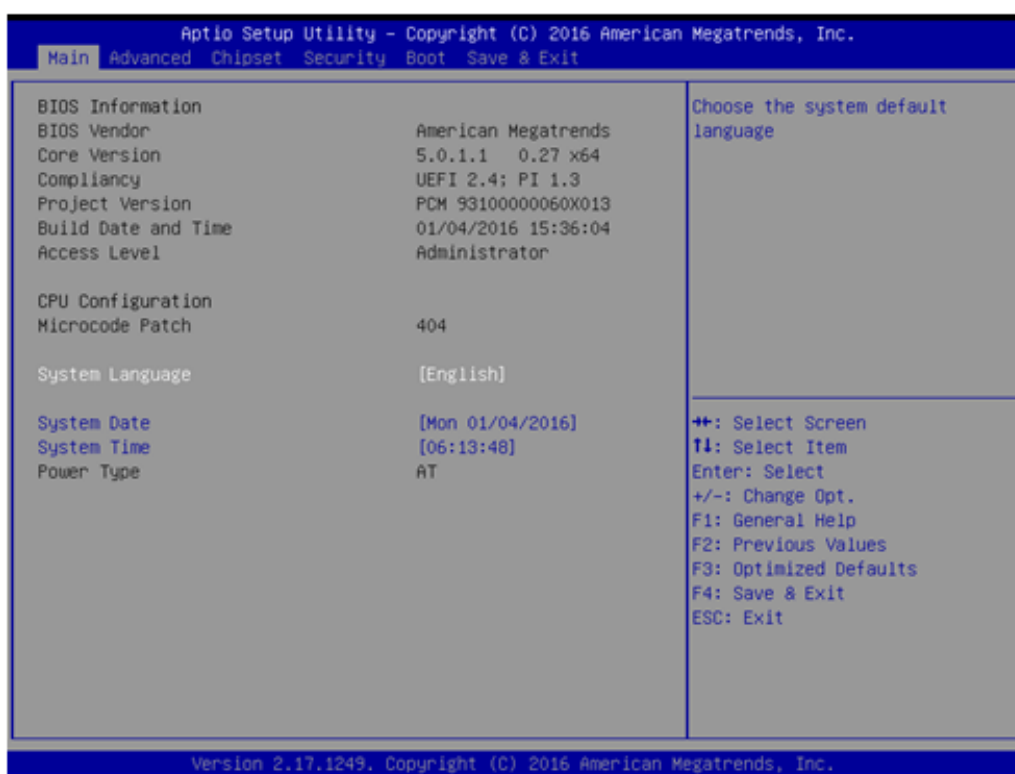 Aptio Setup Utility – Copyright (C) 2016 American Megatrends, Inc.
Main Advanced Chipset Security Boot Save & Exit
BIOS Information
BIOS Vendor American Megatrends
Core Version 5.0.1.1 0.27 x64
Compliancy UEFI 2.4; PI 1.3
Project Version PCM 93100000060X013
Build Date and Time 01/04/2016 15:36:04
Access Level Administrator
CPU Configuration
Microcode Patch 404
System Language [English]
System Date [Mon 01/04/2016]
System Time [06:13:48]
Power Type AT
Choose the system default
language
→←: Select Screen
↑↓: Select Item
Enter: Select
+/-: Change Opt.
F1: General Help
F2: Previous Values
F3: Optimized Defaults
F4: Save & Exit
ESC: Exit
Version 2.17.1249. Copyright (C) 2016 American Megatrends, Inc.